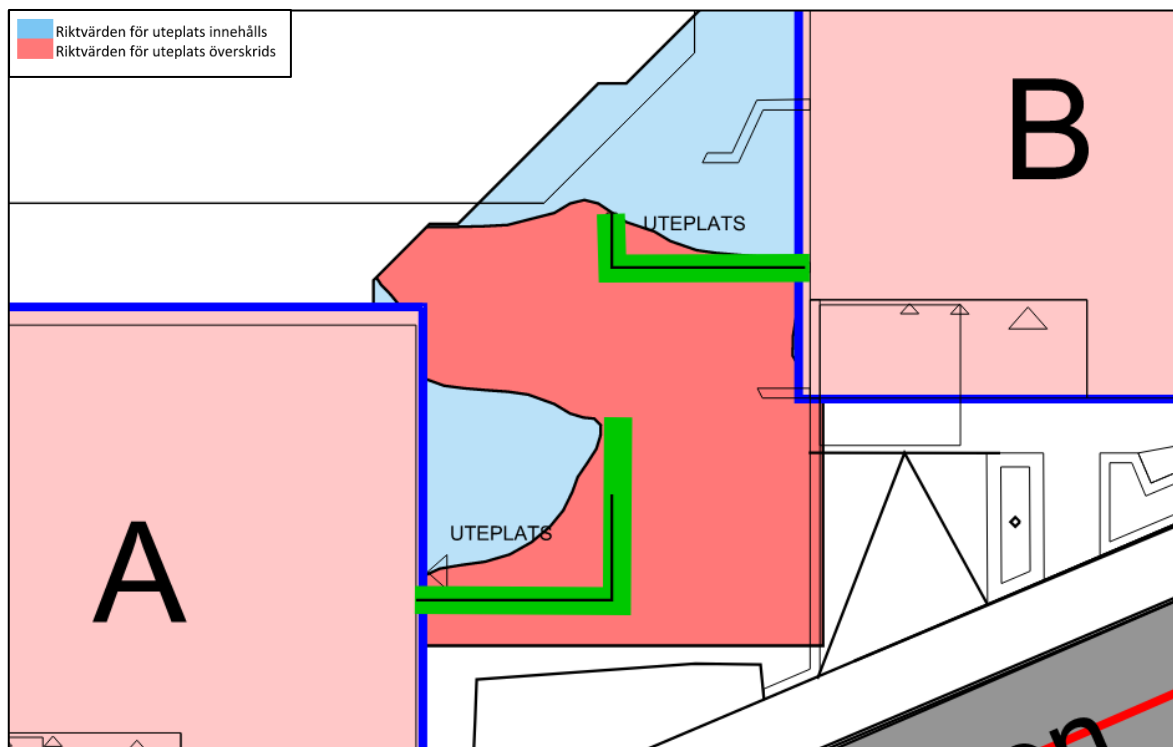 Riktvärden för uteplats innehålls
Riktvärden för uteplats överskrids
B
UTEPLATS
UTEPLATS
A